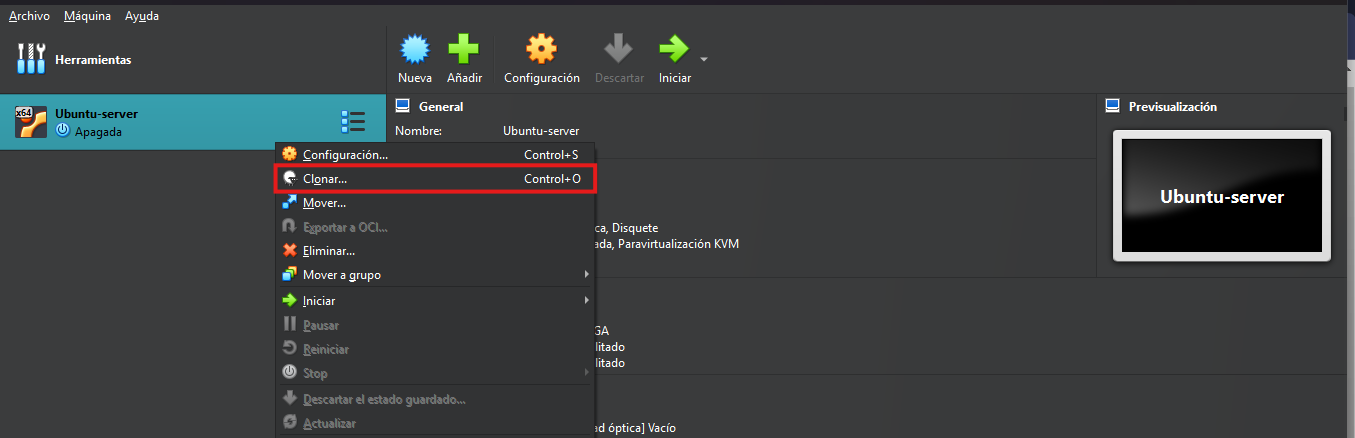 Archivo Máquina Ayuda
Herramientas
Nueva Añadir Configuración Descartar Iniciar
x64
Ubuntu-server
Apagada
General
Nombre: Ubuntu-server
Previsualización
Ubuntu-server
Configuración... Control+S
Clonar... Control+O
Mover...
Exportar a OCI...
Eliminar...
Mover a grupo
Iniciar
Pausar
Reiniciar
Stop
Descartar el estado guardado...
Actualizar
ca, Disquete
ada, Paravirtualización KVM
GA
litado
litado
ad óptica] Vacío